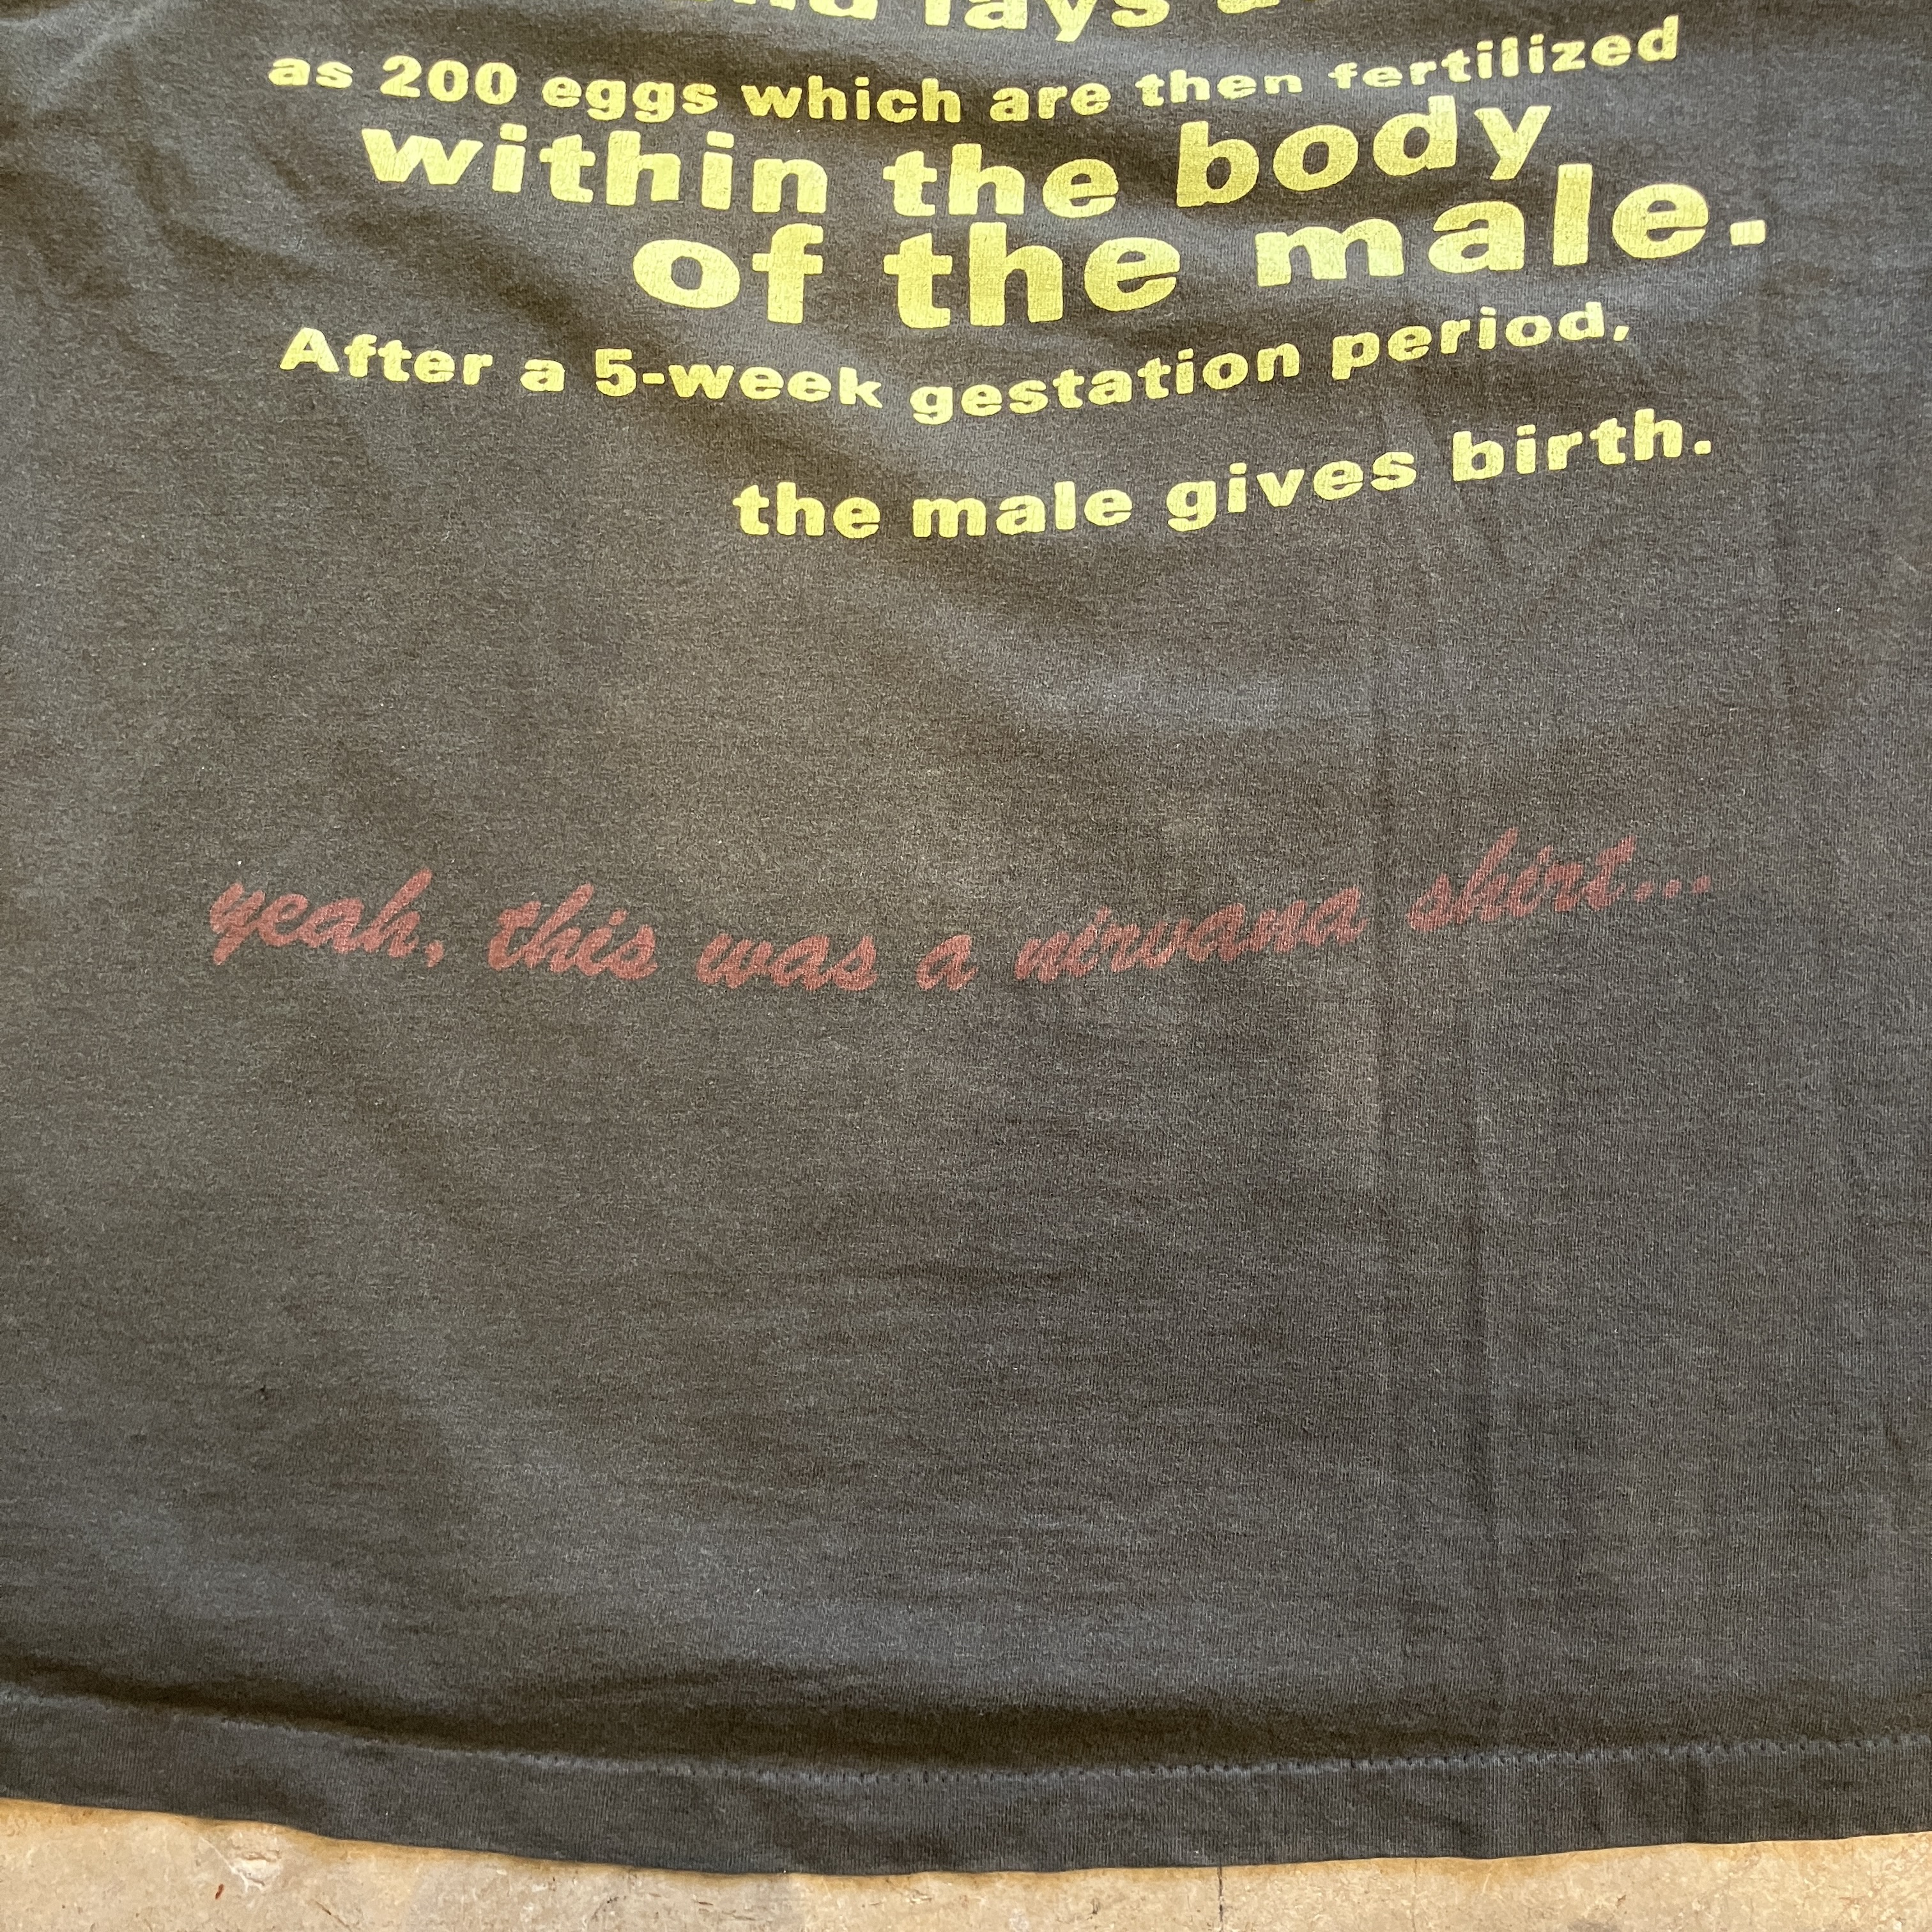 lays
as 200 eggs which are then fertilized
within the body
of the male.
After a 5-week gestation period,
the male gives birth.
yeah, this was a nirvana shirt...